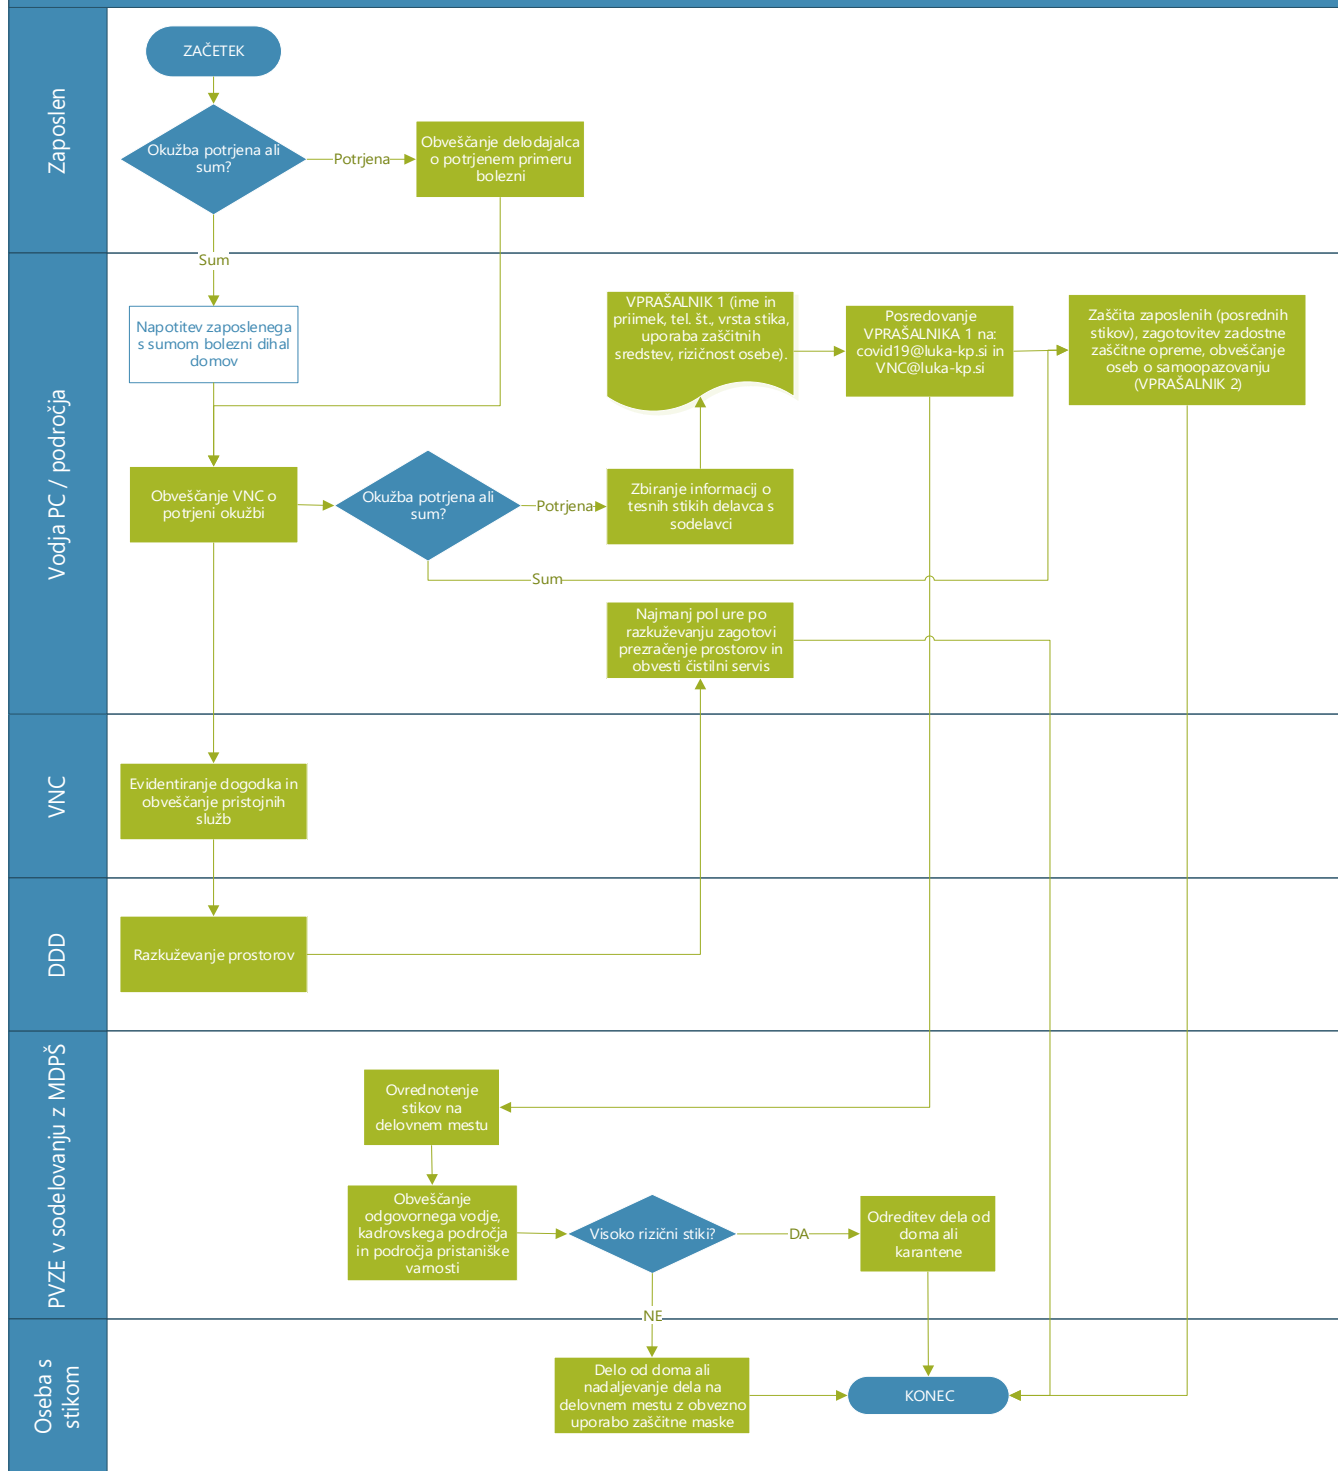 Zaposlen
ZAČETEK
Okužba potrjena ali
sum?
Potrjena
Obveščanje delodajalca
o potrjenem primeru
bolezni
Sum
Vodja PC / področja
Napotitev zaposlenega
s sumom bolezni dihal
domov
VPRAŠALNIK 1 (ime in
priimek, tel. št., vrsta stika,
uporaba zaščitnih
sredstev, rizičnost osebe).
Posredovanje
VPRAŠALNIKA 1 na:
covid19@luka-kp.si in
VNC@luka-kp.si
Zaščita zaposlenih (posrednih
stikov), zagotovitev zadostne
zaščitne opreme, obveščanje
oseb o samoopazovanju
(VPRAŠALNIK 2)
Obveščanje VNC o
potrjeni okužbi
Okužba potrjena ali
sum?
Potrjena
Zbiranje informacij o
tesnih stikih delavca s
sodelavci
Sum
Najmanj pol ure po
razkuževanju zagotovi
prezračenje prostorov in
obvesti čistilni servis
VNC
Evidentiranje dogodka in
obveščanje pristojnih
služb
DDD
Razkuževanje prostorov
PVZE v sodelovanju z MDPŠ
Ovrednotenje
stikov na
delovnem mestu
Obveščanje
odgovornega vodje,
kadrovskega področja
in področja pristaniške
varnosti
Visoko rizični stiki?
DA
Odreditev dela od
doma ali
karantene
NE
Oseba s
stikom
Delo od doma ali
nadaljevanje dela na
delovnem mestu z obvezno
uporabo zaščitne maske
KONEC